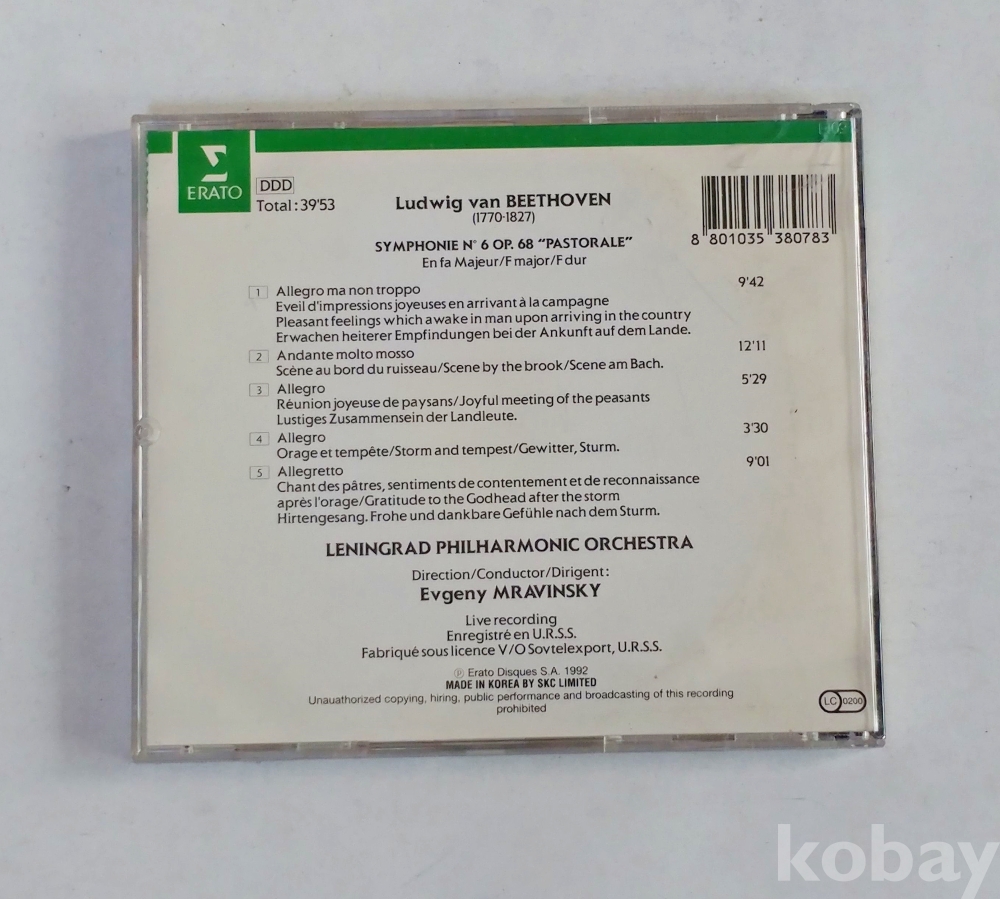 ERATO
DDD
Total : 39'53
Ludwig van BEETHOVEN
(1770-1827)
8 801035 380783
SYMPHONIE N° 6 OP. 68 "PASTORALE"
En fa Majeur/F major/F dur
1 Allegro ma non troppo 9'42
Eveil d'impressions joyeuses en arrivant à la campagne
Pleasant feelings which awake in man upon arriving in the country
Erwachen heiterer Empfindungen bei der Ankunft auf dem Lande.
2 Andante molto mosso 12'11
Scène au bord du ruisseau/Scene by the brook/Scene am Bach.
3 Allegro 5'29
Réunion joyeuse de paysans/Joyful meeting of the peasants
Lustiges Zusammensein der Landleute.
4 Allegro 3'30
Orage et tempête/Storm and tempest/Gewitter, Sturm.
5 Allegretto 9'01
Chant des pâtres, sentiments de contentement et de reconnaissance
après l'orage/Gratitude to the Godhead after the storm
Hirtengesang. Frohe und dankbare Gefühle nach dem Sturm.
LENINGRAD PHILHARMONIC ORCHESTRA
Direction/Conductor/Dirigent :
Evgeny MRAVINSKY
Live recording
Enregistré en U.R.S.S.
Fabriqué sous licence V/O Sovtelexport, U.R.S.S.
℗ Erato Disques S.A. 1992
MADE IN KOREA BY SKC LIMITED
Unauathorized copying, hiring, public performance and broadcasting of this recording
prohibited
LC 0200
kobay